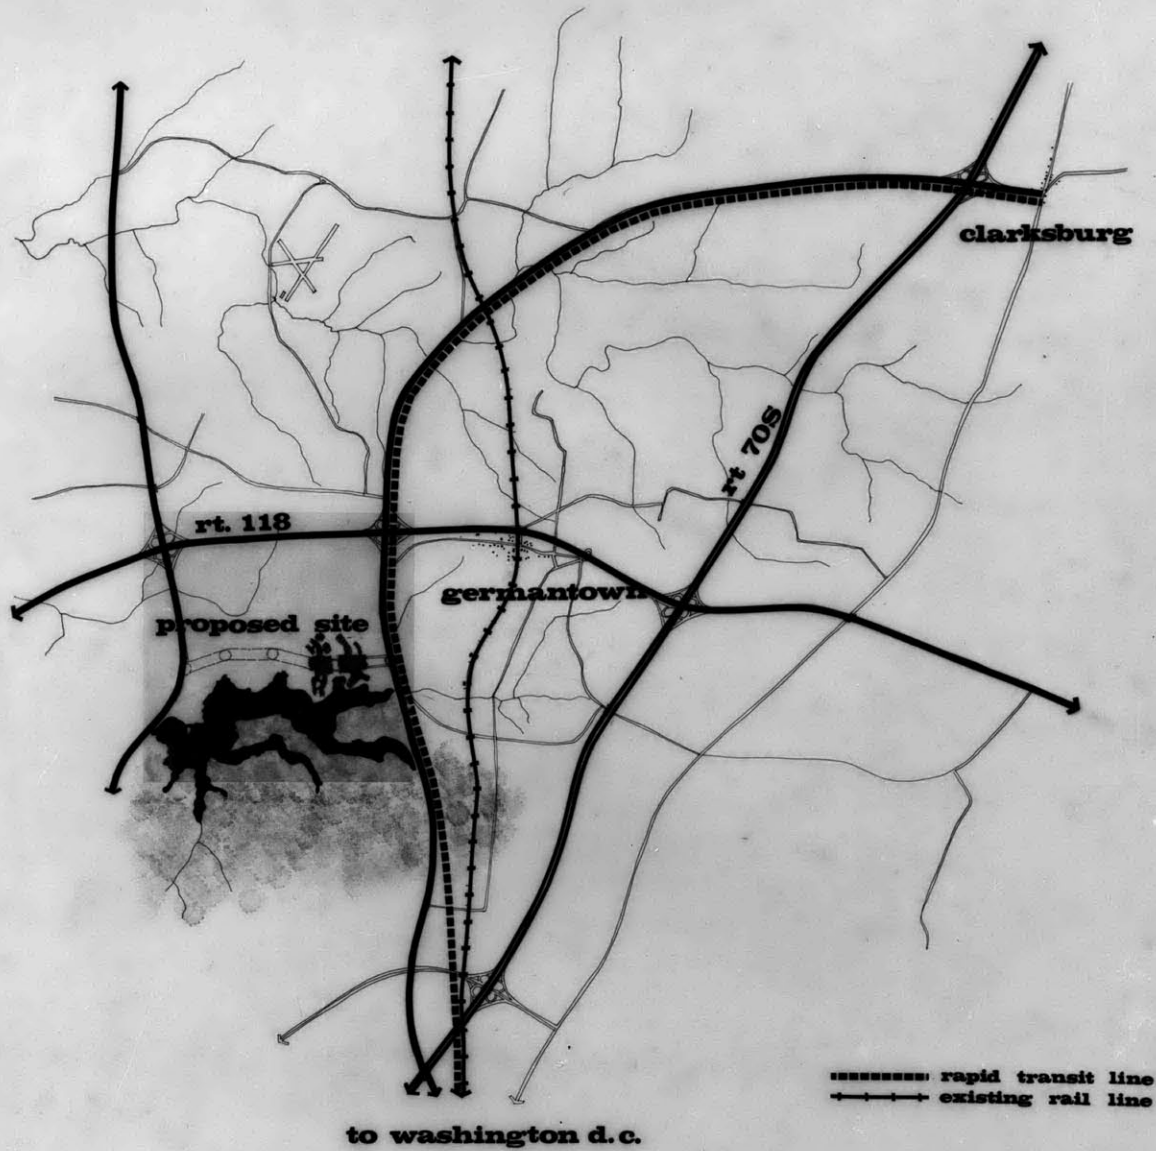 clarksburg
rt 70S
rt. 118
germantown
proposed site
rapid transit line
existing rail line
to washington d.c.